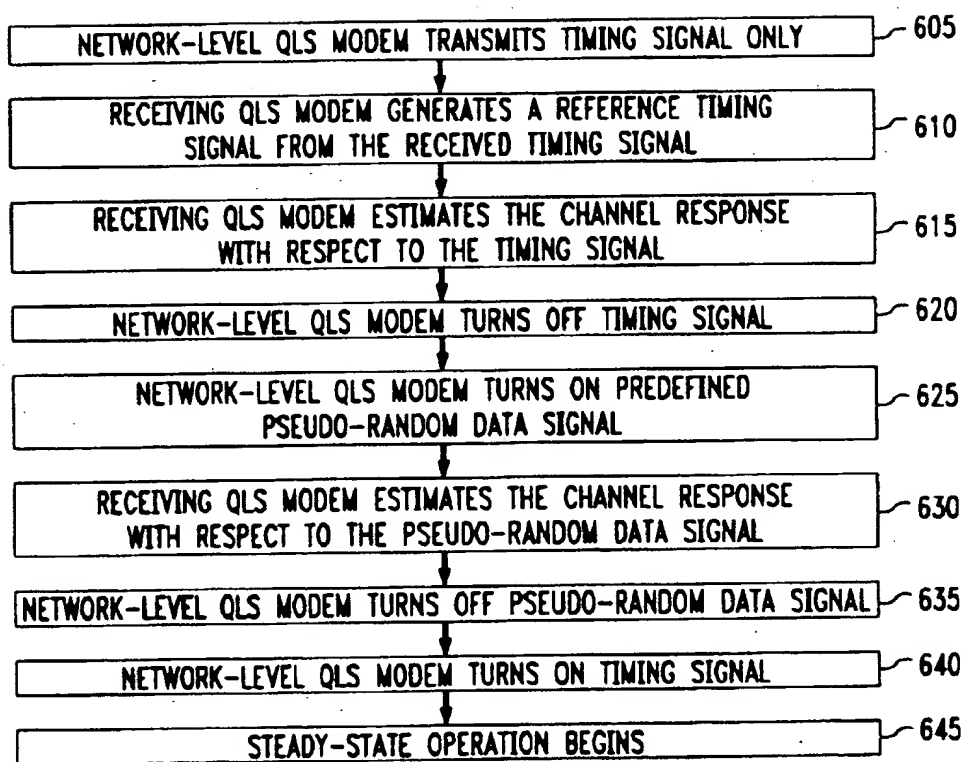 NETWORK-LEVEL QLS MODEM TRANSMITS TIMING SIGNAL ONLY
605
RECEIVING QLS MODEM GENERATES A REFERENCE TIMING
SIGNAL FROM THE RECEIVED TIMING SIGNAL
610
RECEIVING QLS MODEM ESTIMATES THE CHANNEL RESPONSE
WITH RESPECT TO THE TIMING SIGNAL
615
NETWORK-LEVEL QLS MODEM TURNS OFF TIMING SIGNAL
620
NETWORK-LEVEL QLS MODEM TURNS ON PREDEFINED
PSEUDO-RANDOM DATA SIGNAL
625
RECEIVING QLS MODEM ESTIMATES THE CHANNEL RESPONSE
WITH RESPECT TO THE PSEUDO-RANDOM DATA SIGNAL
630
NETWORK-LEVEL QLS MODEM TURNS OFF PSEUDO-RANDOM DATA SIGNAL
635
NETWORK-LEVEL QLS MODEM TURNS ON TIMING SIGNAL
640
STEADY-STATE OPERATION BEGINS
645